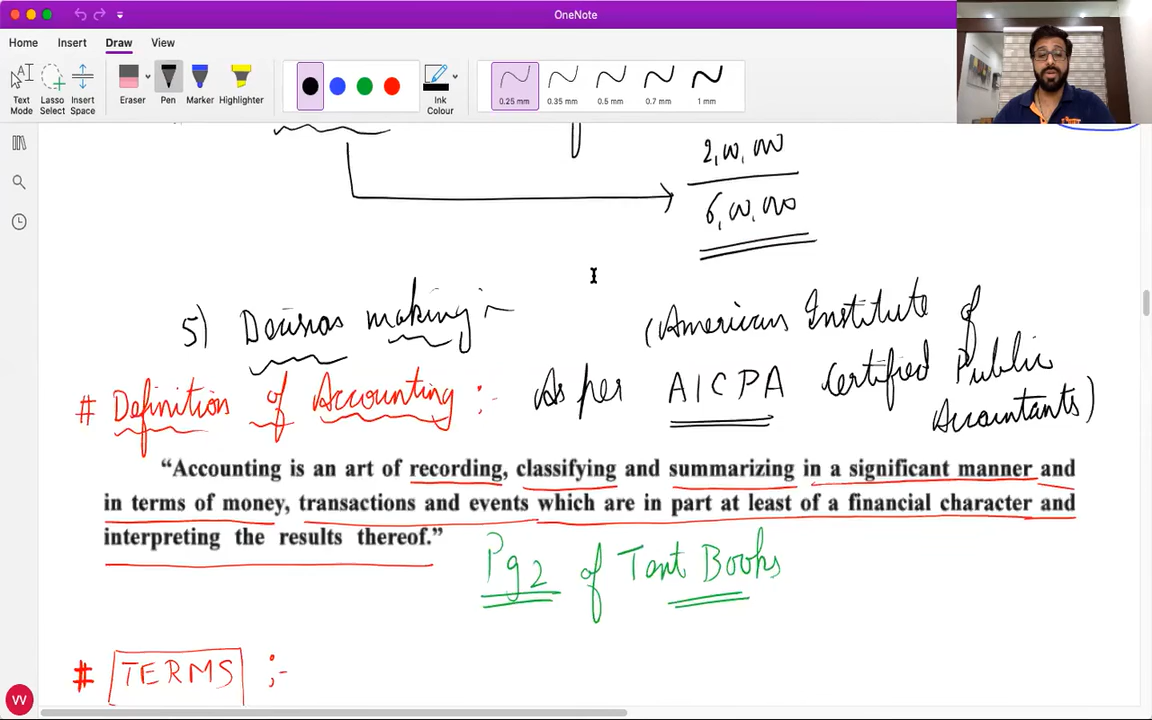 OneNote
Home Insert Draw View
Text Mode
Lasso Select
Insert Space
Eraser
Pen
Marker
Highlighter
Ink Colour
0.25 mm 0.35 mm 0.5 mm 0.7 mm 1 mm
2,00,000
6,00,000
5) Decision making :-
(American Institute of
Certified Public
Accountants)
# Definition of Accounting :- As per AICPA
“Accounting is an art of recording, classifying and summarizing in a significant manner and
in terms of money, transactions and events which are in part at least of a financial character and
interpreting the results thereof.”
Pg 2 of Text Books
# TERMS :-
VV